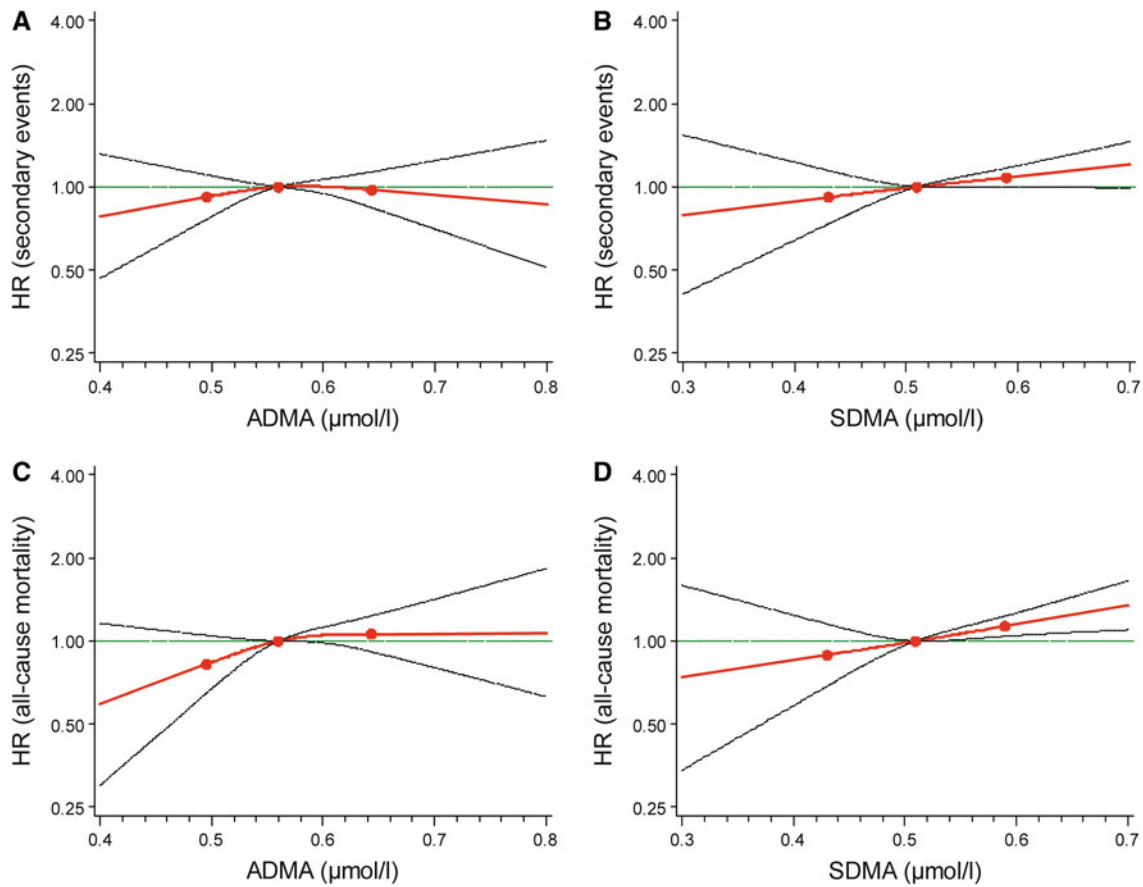 A
HR (secondary events)
4.00
2.00
1.00
0.50
0.25
0.4 0.5 0.6 0.7 0.8
ADMA (µmol/l)
B
HR (secondary events)
4.00
2.00
1.00
0.50
0.25
0.3 0.4 0.5 0.6 0.7
SDMA (µmol/l)
C
HR (all-cause mortality)
4.00
2.00
1.00
0.50
0.25
0.4 0.5 0.6 0.7 0.8
ADMA (µmol/l)
D
HR (all-cause mortality)
4.00
2.00
1.00
0.50
0.25
0.3 0.4 0.5 0.6 0.7
SDMA (µmol/l)